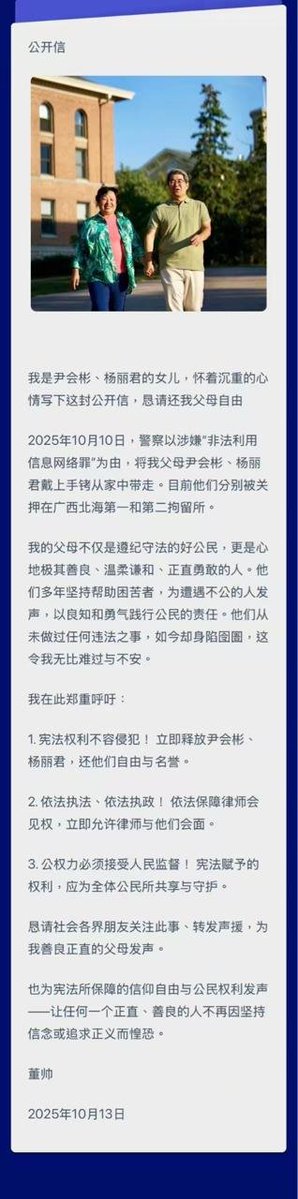 公开信
我是尹会彬、杨丽君的女儿，怀着沉重的心
情写下这封公开信，恳请还我父母自由
2025年10月10日，警察以涉嫌“非法利用
信息网络罪”为由，将我父母尹会彬、杨丽
君戴上手铐从家中带走。目前他们分别被关
押在广西北海第一和第二拘留所。
我的父母不仅是遵纪守法的好公民，更是心
地极其善良、温柔谦和、正直勇敢的人。他
们多年坚持帮助困苦者，为遭遇不公的人发
声，以良知和勇气践行公民的责任。他们从
未做过任何违法之事，如今却身陷囹圄，这
令我无比难过与不安。
我在此郑重呼吁：
1. 宪法权利不容侵犯！ 立即释放尹会彬、
杨丽君，还他们自由与名誉。
2. 依法执法、依法执政！ 依法保障律师会
见权，立即允许律师与他们会面。
3. 公权力必须接受人民监督！ 宪法赋予的
权利，应为全体公民所共享与守护。
恳请社会各界朋友关注此事、转发声援，为
我善良正直的父母发声。
也为宪法所保障的信仰自由与公民权利发声
——让任何一个正直、善良的人不再因坚持
信念或追求正义而惶恐。
董帅
2025年10月13日